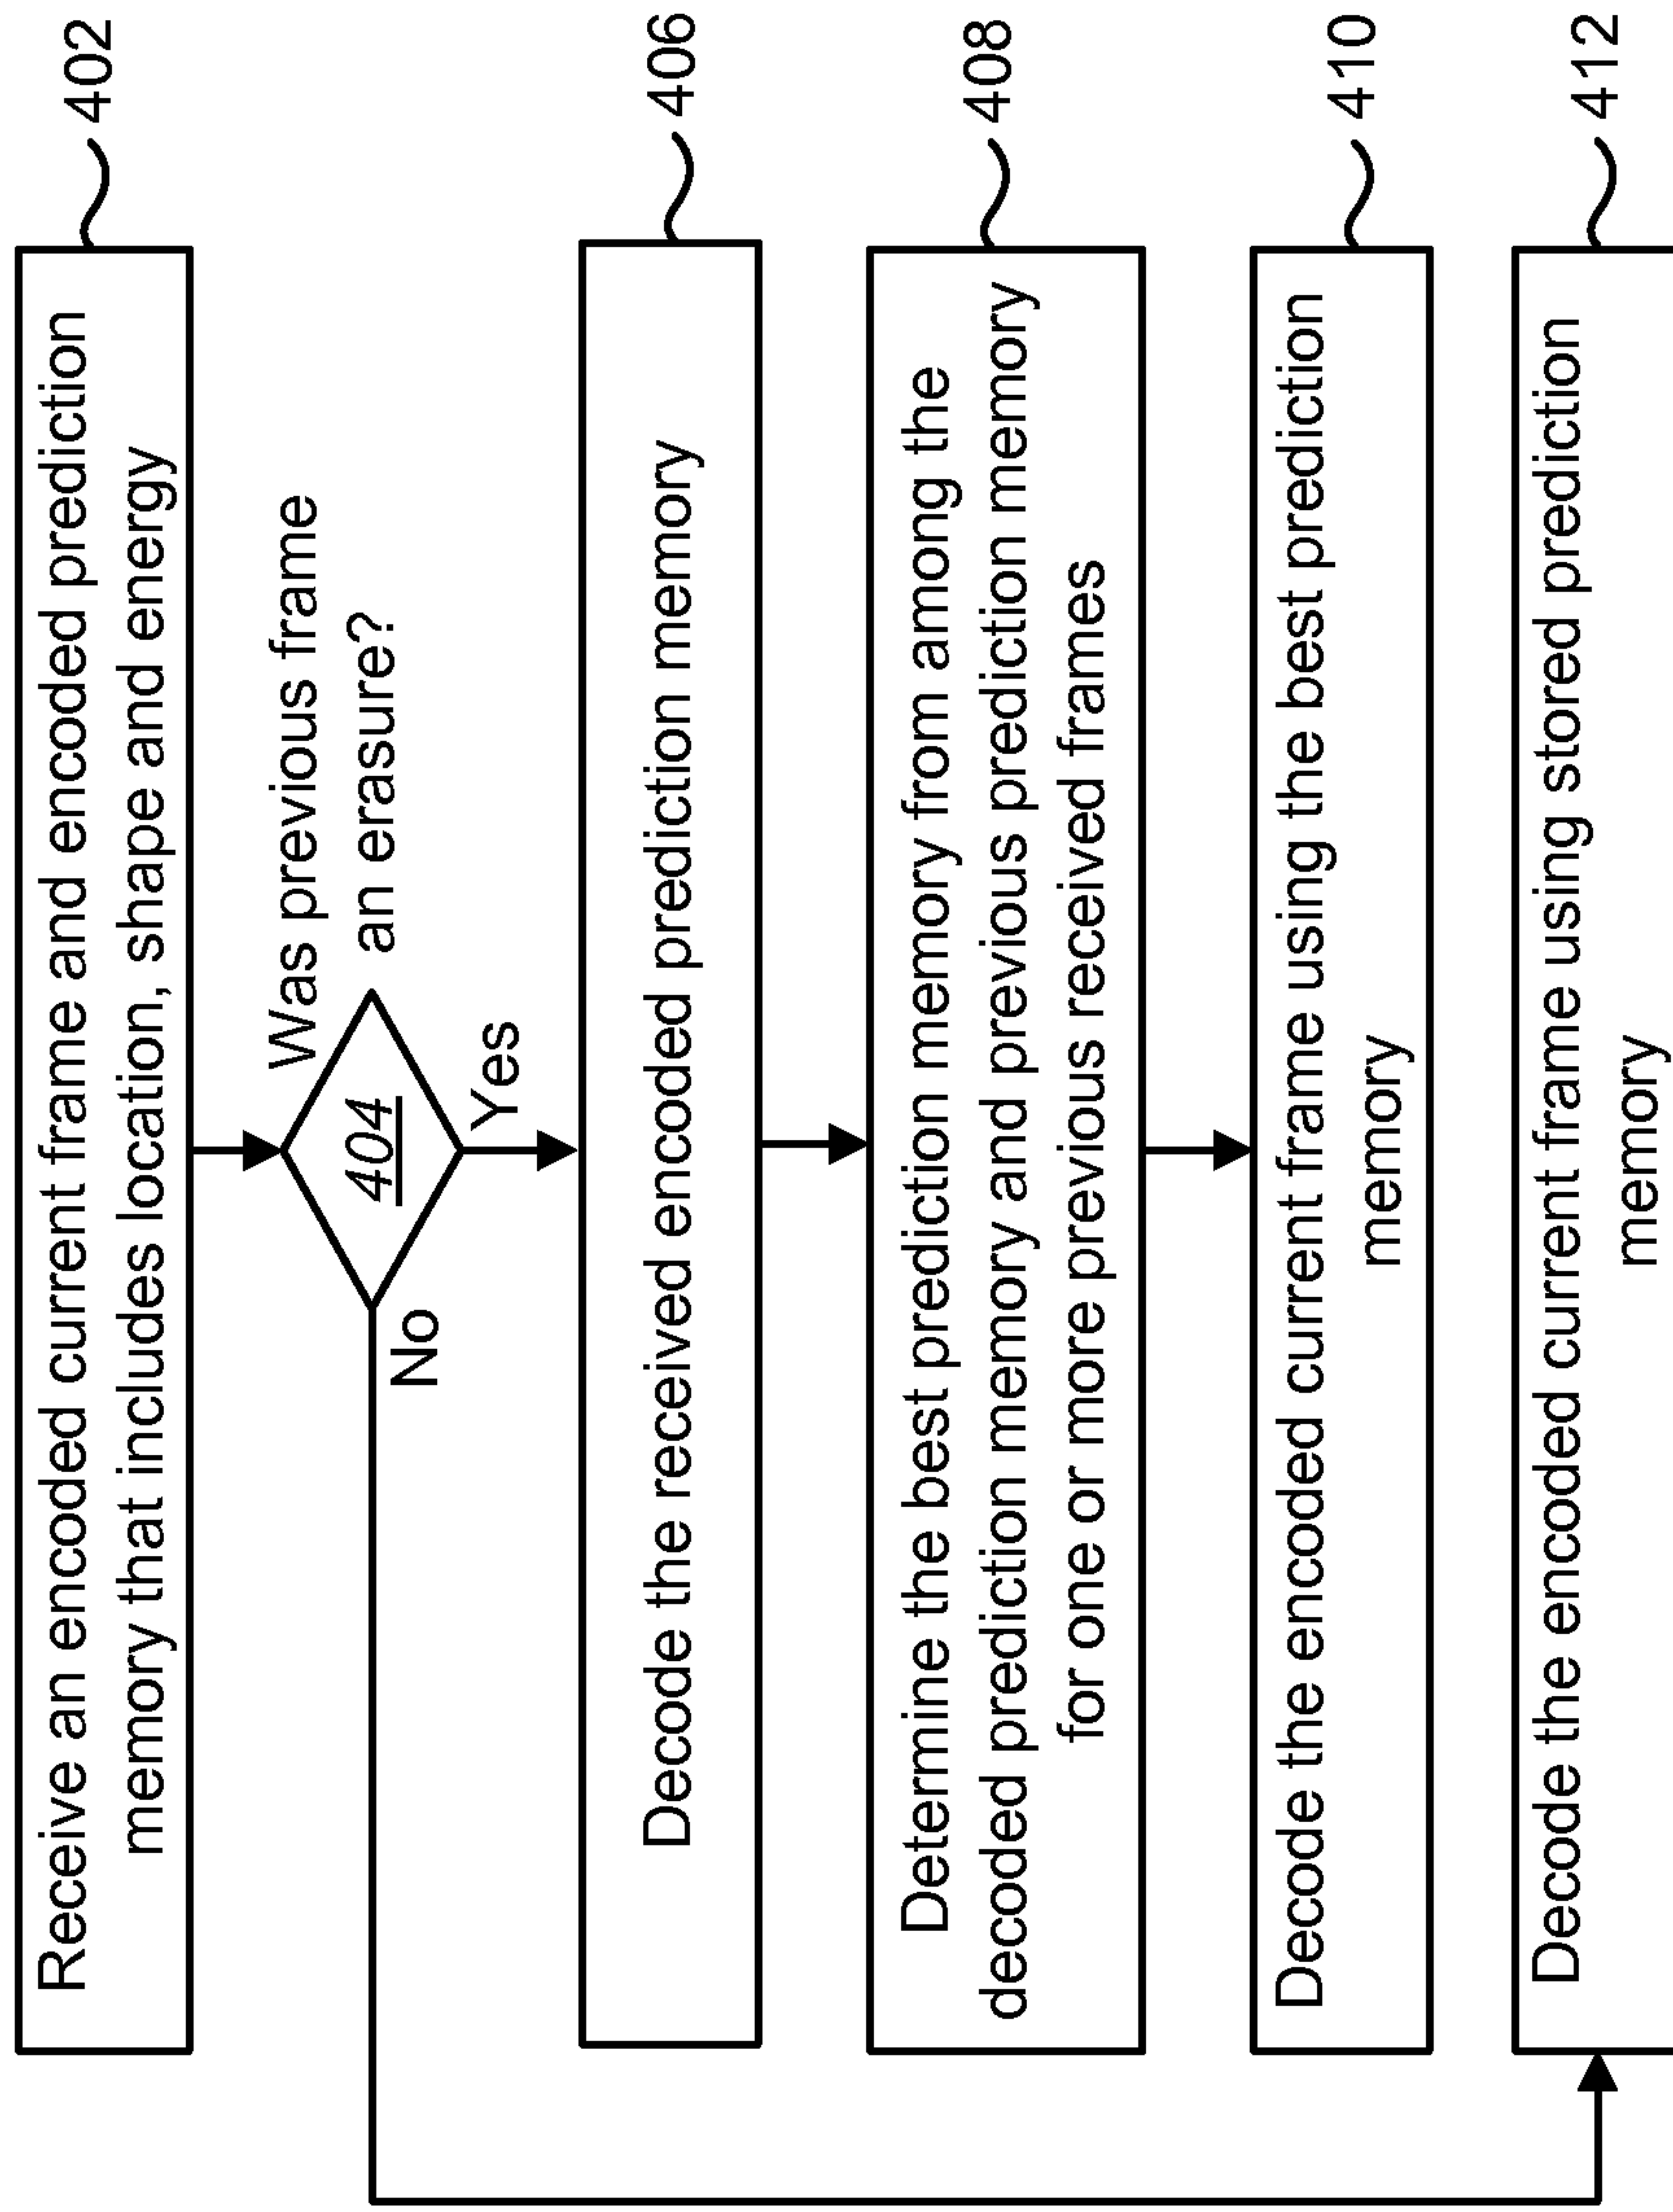 Receive an encoded current frame and encoded prediction
memory that includes location, shape and energy
402
Was previous frame
an erasure?
404
Yes
No
Decode the received encoded prediction memory
406
Determine the best prediction memory from among the
decoded prediction memory and previous prediction memory
for one or more previous received frames
408
Decode the encoded current frame using the best prediction
memory
410
Decode the encoded current frame using stored prediction
memory
412